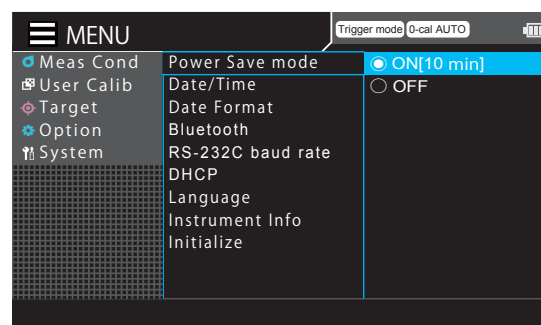 MENU
Trigger mode 0-cal AUTO
Meas Cond
User Calib
Target
Option
System
Power Save mode
Date/Time
Date Format
Bluetooth
RS-232C baud rate
DHCP
Language
Instrument Info
Initialize
ON[10 min]
OFF